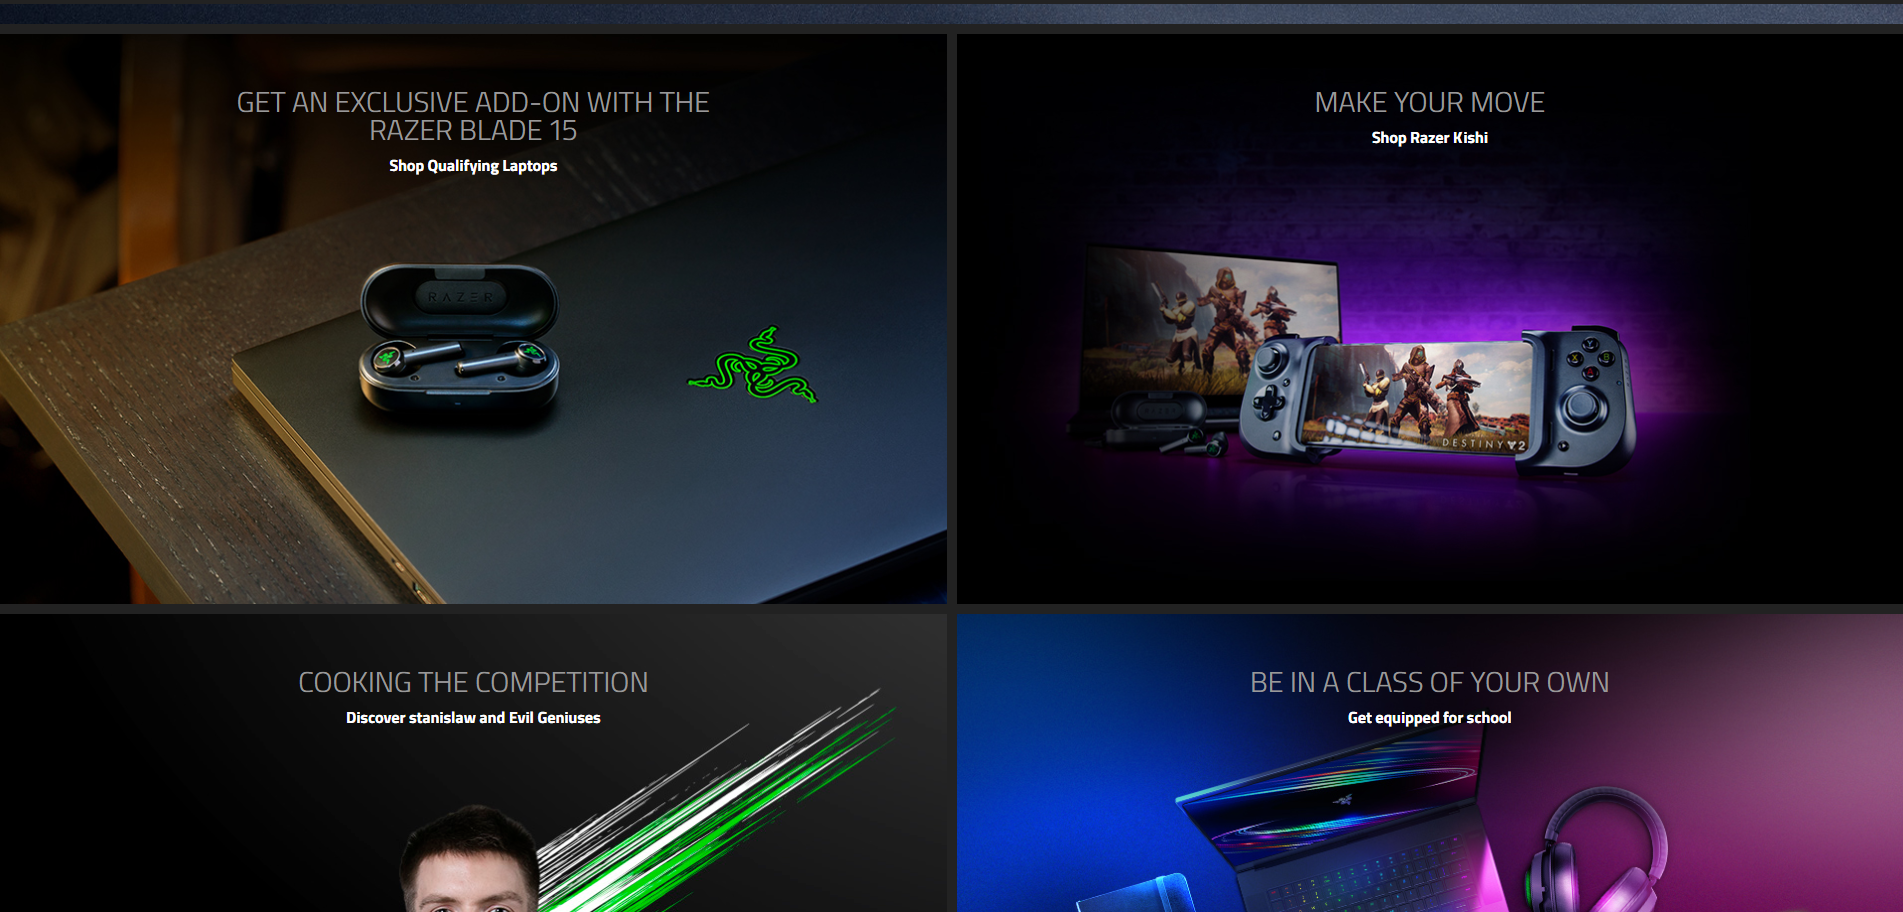 GET AN EXCLUSIVE ADD-ON WITH THE
RAZER BLADE 15
Shop Qualifying Laptops
RAZER
MAKE YOUR MOVE
Shop Razer Kishi
Y
X
B
DESTINY 2
COOKING THE COMPETITION
Discover stanislaw and Evil Geniuses
BE IN A CLASS OF YOUR OWN
Get equipped for school